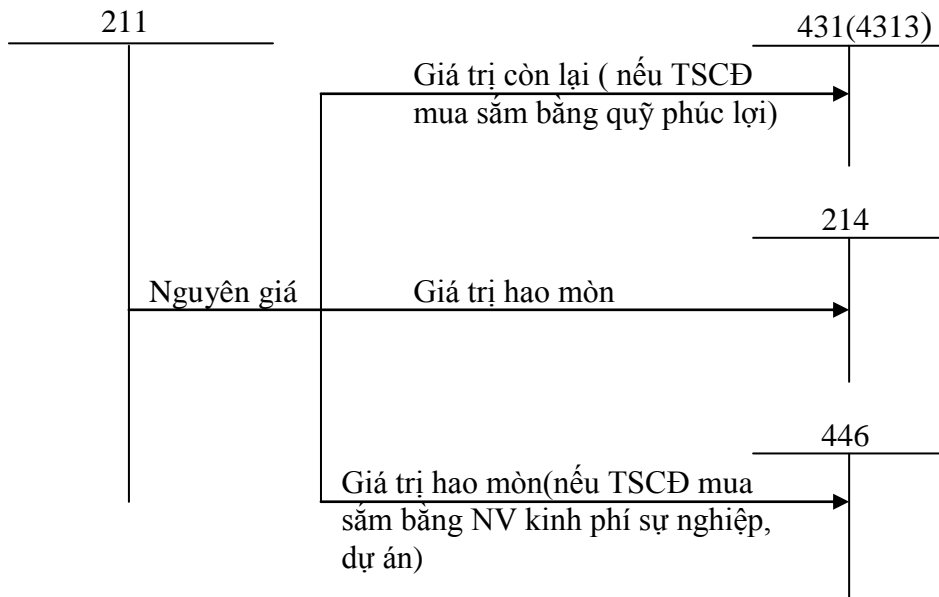 211
431(4313)
Giá trị còn lại ( nếu TSCĐ
mua sắm bằng quỹ phúc lợi)
214
Nguyên giá
Giá trị hao mòn
446
Giá trị hao mòn(nếu TSCĐ mua
sắm bằng NV kinh phí sự nghiệp,
dự án)